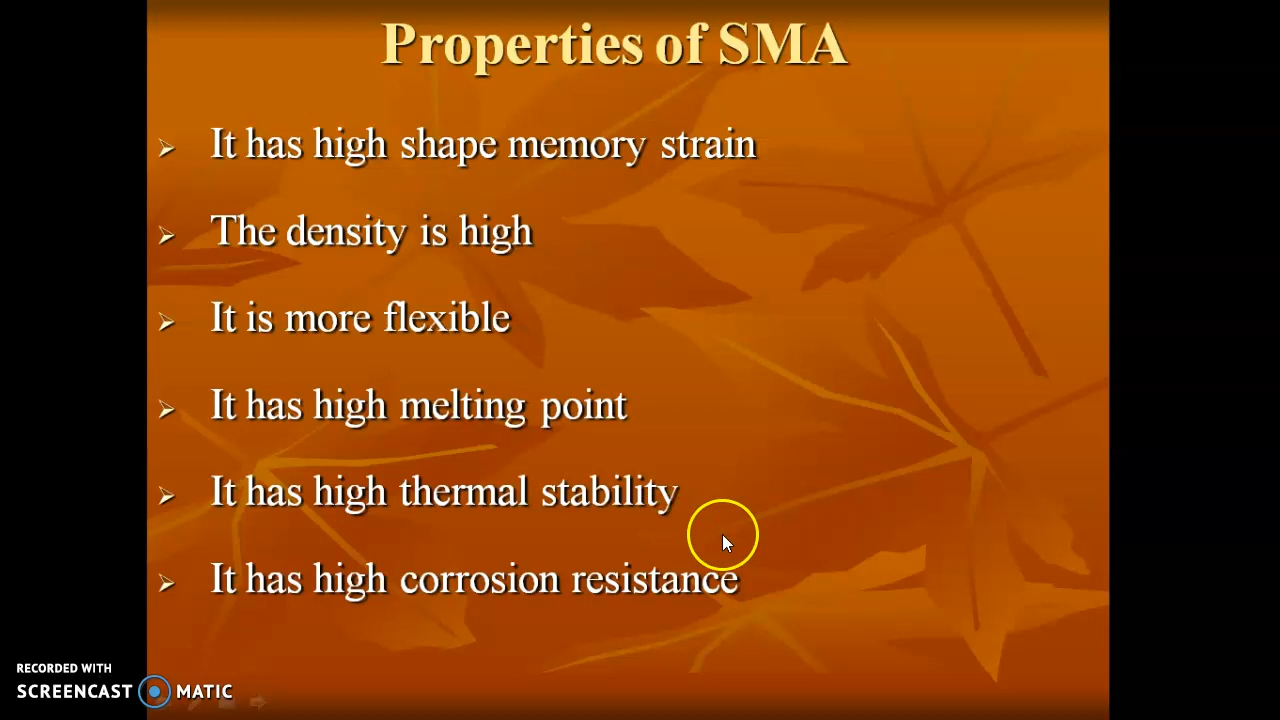 Properties of SMA
It has high shape memory strain
The density is high
It is more flexible
It has high melting point
It has high thermal stability
It has high corrosion resistance
RECORDED WITH
SCREENCAST MATIC